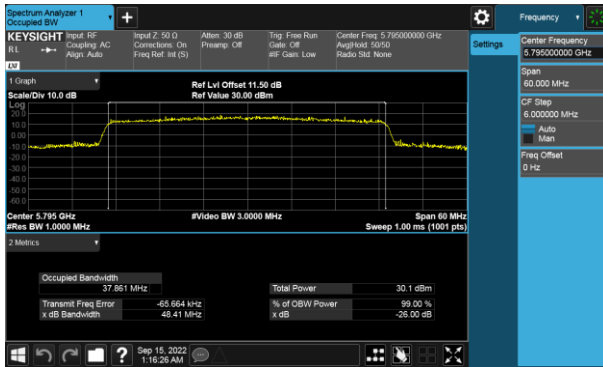 Spectrum Analyzer 1
Occupied BW
Frequency
KEYSIGHT
RL
Input: RF
Coupling: AC
Align: Auto
Input Z: 50 Ω
Corrections: On
Freq Ref: Int (S)
Atten: 30 dB
Preamp: Off
Trig: Free Run
Gate: Off
#IF Gain: Low
Center Freq: 5.795000000 GHz
Avg|Hold: 50/50
Radio Std: None
Settings
Center Frequency
5.795000000 GHz
Span
60.000 MHz
CF Step
6.000000 MHz
Auto
Man
Freq Offset
0 Hz
LXI
1 Graph
Scale/Div 10.0 dB
Ref Lvl Offset 11.50 dB
Ref Value 30.00 dBm
Log
20.0
10.0
0.00
-10.0
-20.0
-30.0
-40.0
-50.0
-60.0
Center 5.795 GHz
#Res BW 1.0000 MHz
#Video BW 3.0000 MHz
Span 60 MHz
Sweep 1.00 ms (1001 pts)
2 Metrics
Occupied Bandwidth
37.861 MHz
Total Power 30.1 dBm
Transmit Freq Error -65.664 kHz
% of OBW Power 99.00 %
x dB Bandwidth 48.41 MHz
x dB -26.00 dB
?
Sep 15, 2022
1:16:26 AM